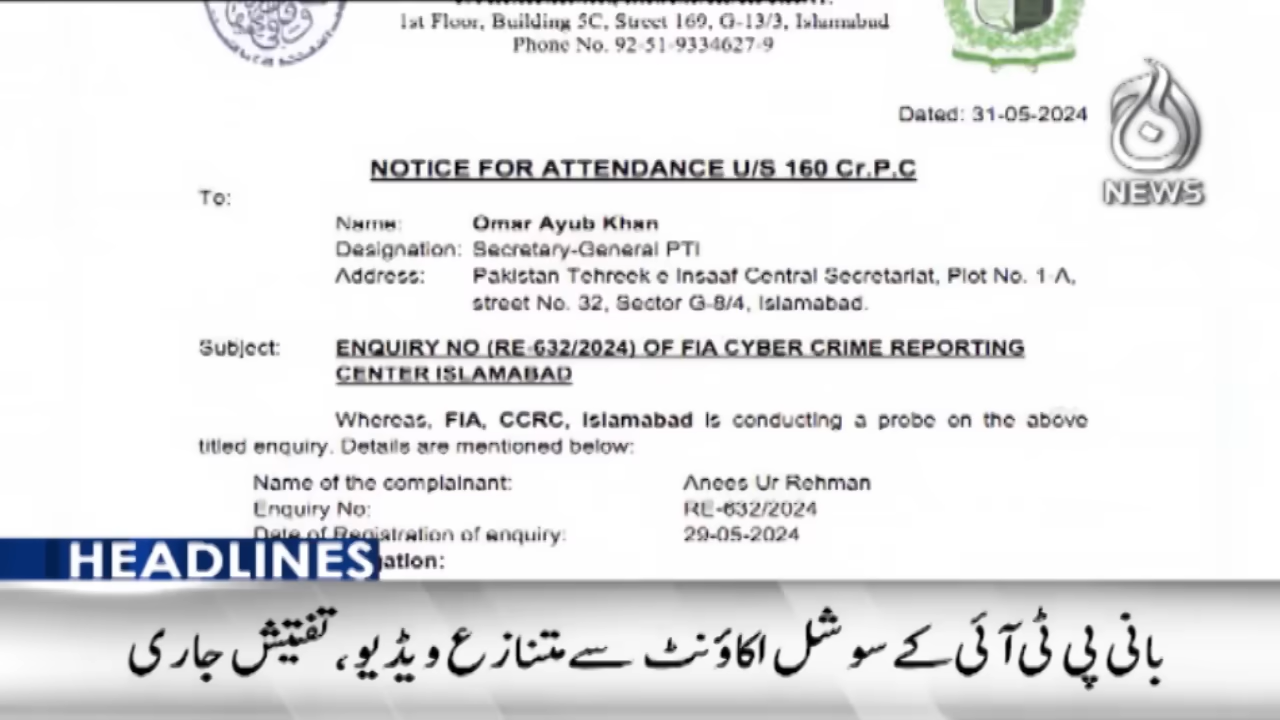 1st Floor, Building 5C, Street 169, G-13/3, Islamabad
Phone No. 92-51-9334627-9
Dated: 31-05-2024
NEWS
NOTICE FOR ATTENDANCE U/S 160 Cr.P.C
To:
Name: Omar Ayub Khan
Designation: Secretary-General PTI
Address: Pakistan Tehreek e Insaaf Central Secretariat, Plot No. 1-A,
street No. 32, Sector G-8/4, Islamabad.
Subject: ENQUIRY NO (RE-632/2024) OF FIA CYBER CRIME REPORTING
CENTER ISLAMABAD
Whereas, FIA, CCRC, Islamabad is conducting a probe on the above
titled enquiry. Details are mentioned below:
Name of the complainant: Anees Ur Rehman
Enquiry No: RE-632/2024
Date of Registration of enquiry: 29-05-2024
HEADLINES
بانی پی ٹی آئی کے سوشل اکاؤنٹ سے متنازع ویڈیو، تفتیش جاری